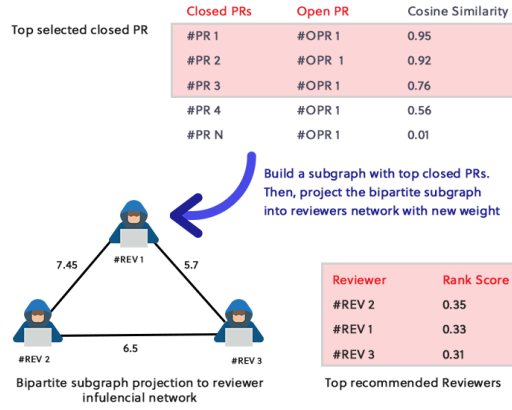 Closed PRs Open PR Cosine Similarity
Top selected closed PR
#PR 1 #OPR 1 0.95
#PR 2 #OPR 1 0.92
#PR 3 #OPR 1 0.76
#PR 4 #OPR 1 0.56
#PR N #OPR 1 0.01
Build a subgraph with top closed PRs.
Then, project the bipartite subgraph
into reviewers network with new weight
#REV 1
7.45
5.7
6.5
#REV 2
#REV 3
Bipartite subgraph projection to reviewer
infulencial network
Reviewer Rank Score
#REV 2 0.35
#REV 1 0.33
#REV 3 0.31
Top recommended Reviewers